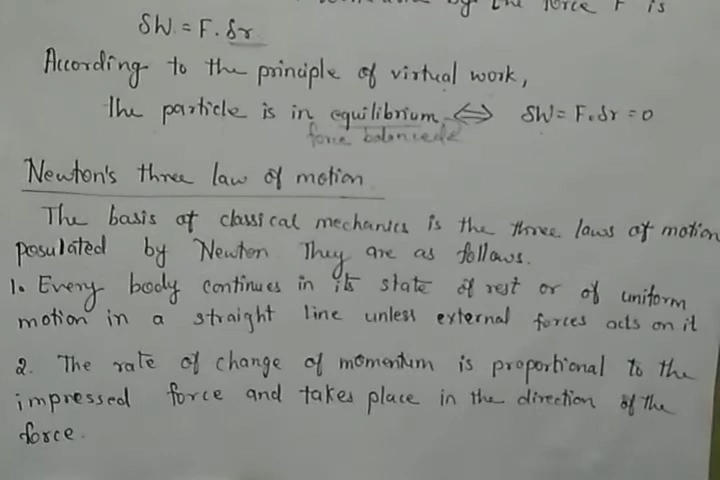 by the force F is
δW = F. δr
According to the principle of virtual work,
the particle is in equilibrium ⇔ δW = F.δr = 0
force balanced
Newton's three law of motion
The basis of classical mechanics is the three laws of motion
posulated by Newton They are as follows.
1. Every body continues in its state of rest or of uniform
motion in a straight line unless external forces acts on it
2. The rate of change of momentum is proportional to the
impressed force and takes place in the direction of the
force.